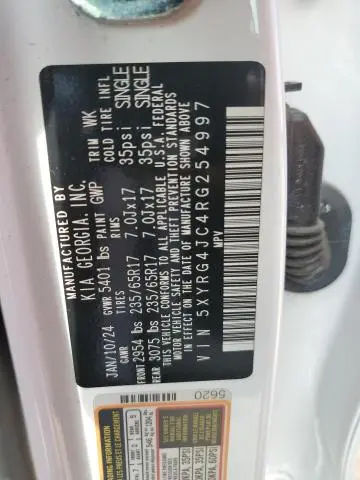 MANUFACTURED BY
KIA GEORGIA, INC.
JAN/10/24 GVWR 5401 lbs PAINT GWP TRIM WK
GAWR TIRES RIMS COLD TIRE INFL
FRONT 2954 lbs 235/65R17 7.0Jx17 35psi SINGLE
REAR 3075 lbs 235/65R17 7.0Jx17 35psi SINGLE
THIS VEHICLE CONFORMS TO ALL APPLICABLE U.S.A. FEDERAL
MOTOR VEHICLE SAFETY AND THEFT PREVENTION STANDARDS
IN EFFECT ON THE DATE OF MANUFACTURE SHOWN ABOVE
MPV
VIN 5XYRG4JC4RG254997
5620